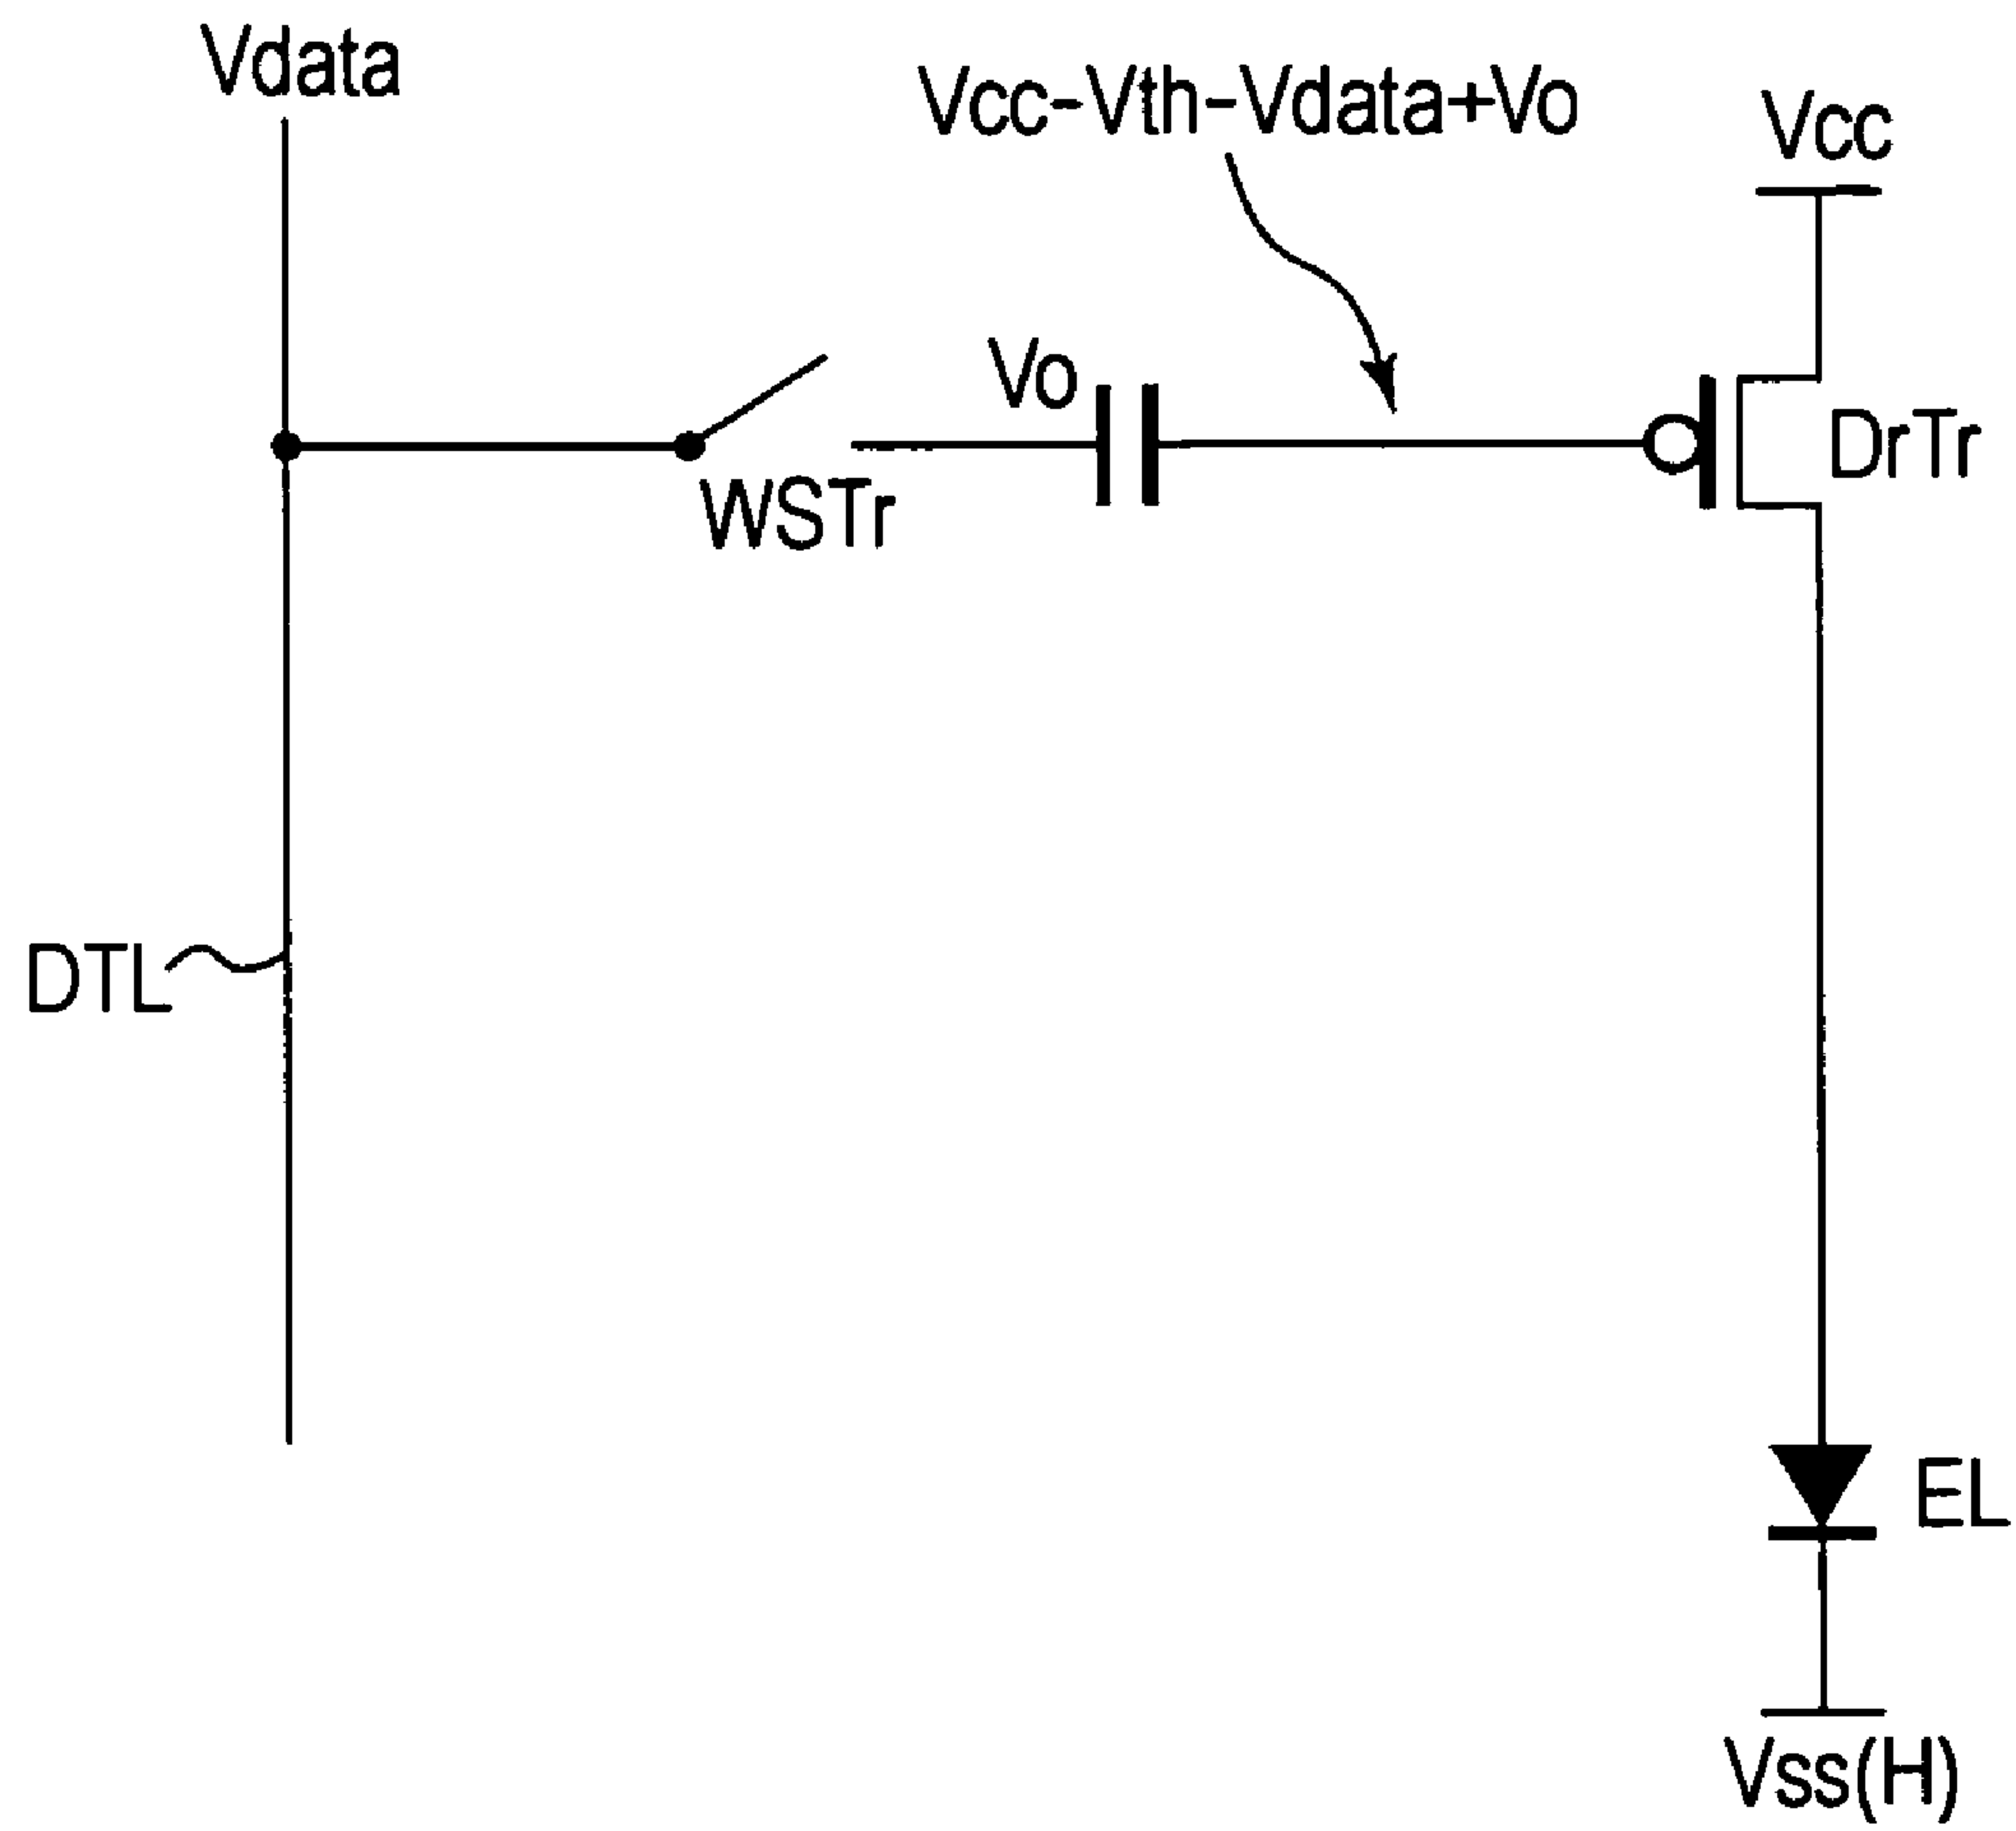 Vdata
Vcc-Vth-Vdata+Vo
Vcc
Vo
DrTr
WSTr
DTL
EL
Vss(H)